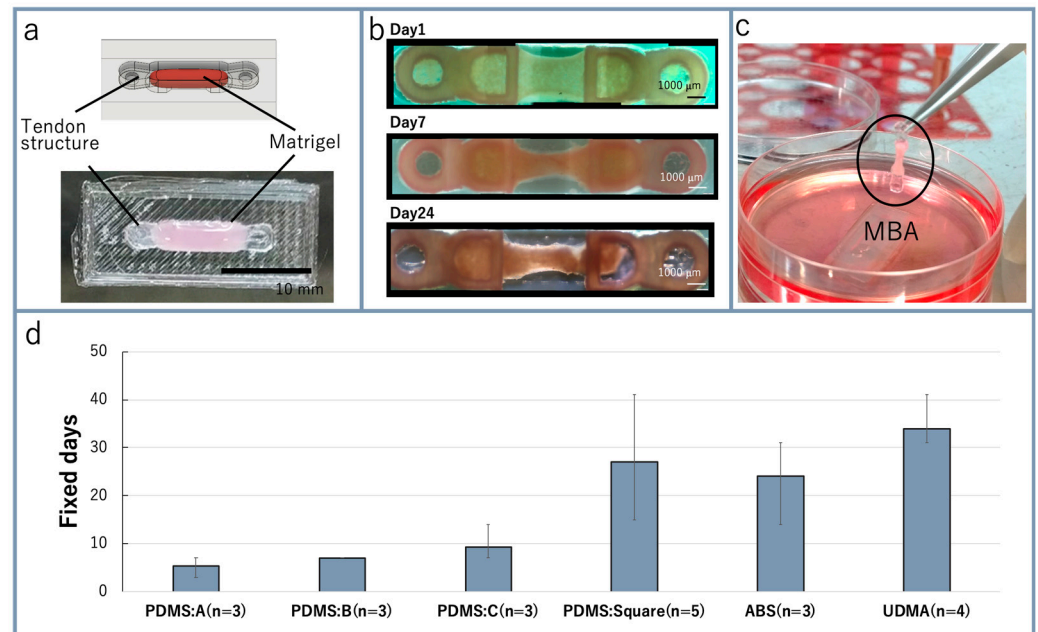 a
Tendon
structure
Matrigel
10 mm
b
Day1
1000 μm
Day7
1000 μm
Day24
1000 μm
c
MBA
d
Fixed days
50
40
30
20
10
0
PDMS:A(n=3)
PDMS:B(n=3)
PDMS:C(n=3)
PDMS:Square(n=5)
ABS(n=3)
UDMA(n=4)